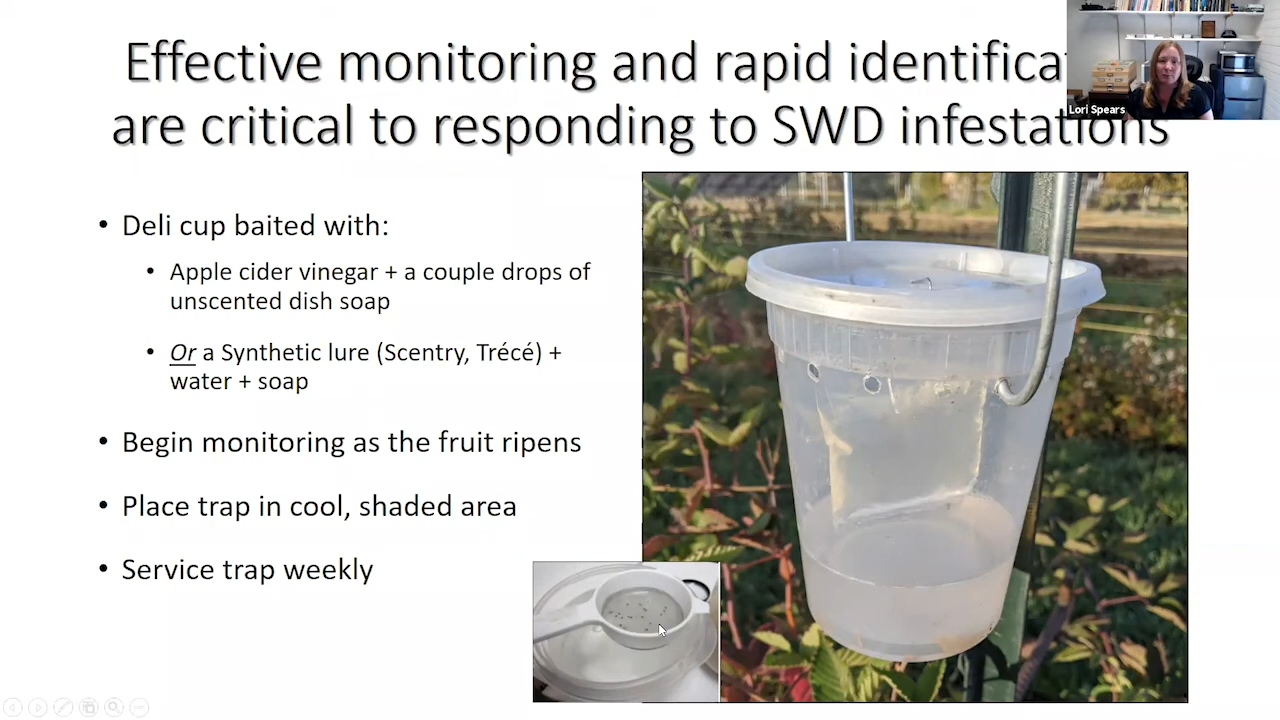 Effective monitoring and rapid identifica
are critical to responding to SWD infestations
Lori Spears
• Deli cup baited with:
• Apple cider vinegar + a couple drops of
unscented dish soap
• Or a Synthetic lure (Scentry, Trécé) +
water + soap
• Begin monitoring as the fruit ripens
• Place trap in cool, shaded area
• Service trap weekly